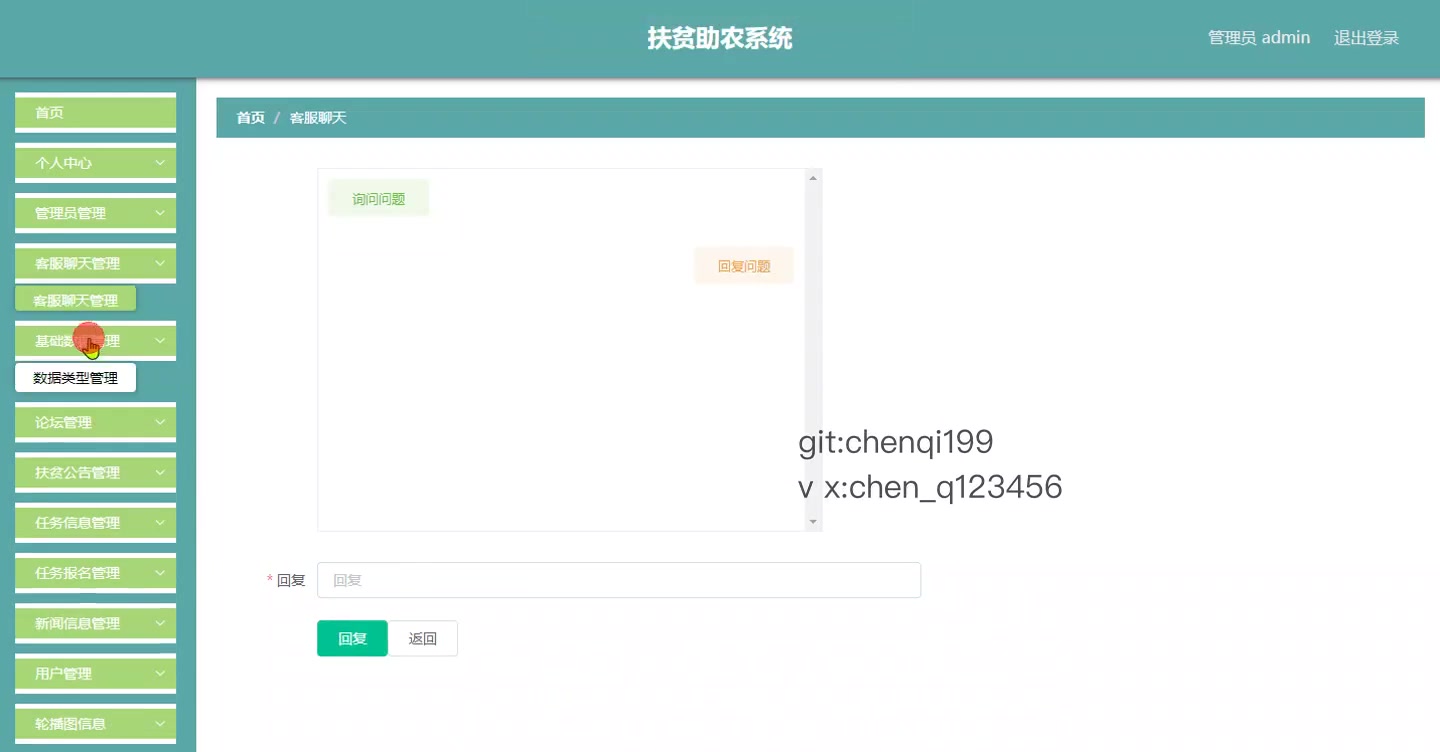 扶贫助农系统
管理员 admin
退出登录
首页
个人中心
管理员管理
客服聊天管理
客服聊天管理
基础数据管理
数据类型管理
论坛管理
扶贫公告管理
任务信息管理
任务报名管理
新闻信息管理
用户管理
轮播图信息
首页 / 客服聊天
询问问题
回复问题
git:chenqi199
v x:chen_q123456
* 回复
回复
回复
返回